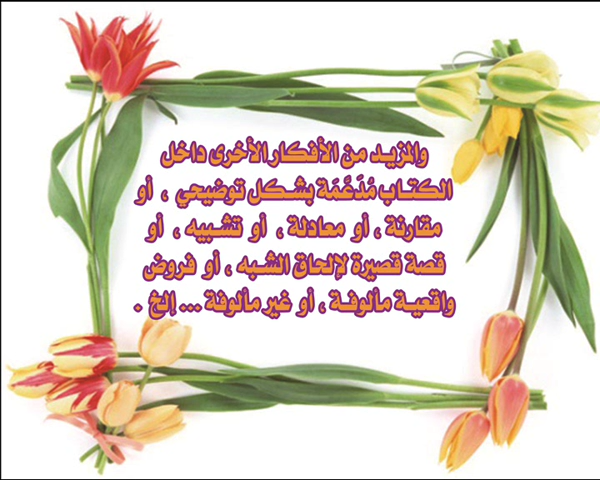 والمزيد من الأفكار الأخرى داخل
الكتاب مُدَعَّمَة بشكل توضيحي ، أو
مقارنة ، أو معادلة ، أو تشبيه ، أو
قصة قصيرة لإلحاق الشبه ، أو فروض
واقعية مألوفة ، أو غير مألوفة ... إلخ .